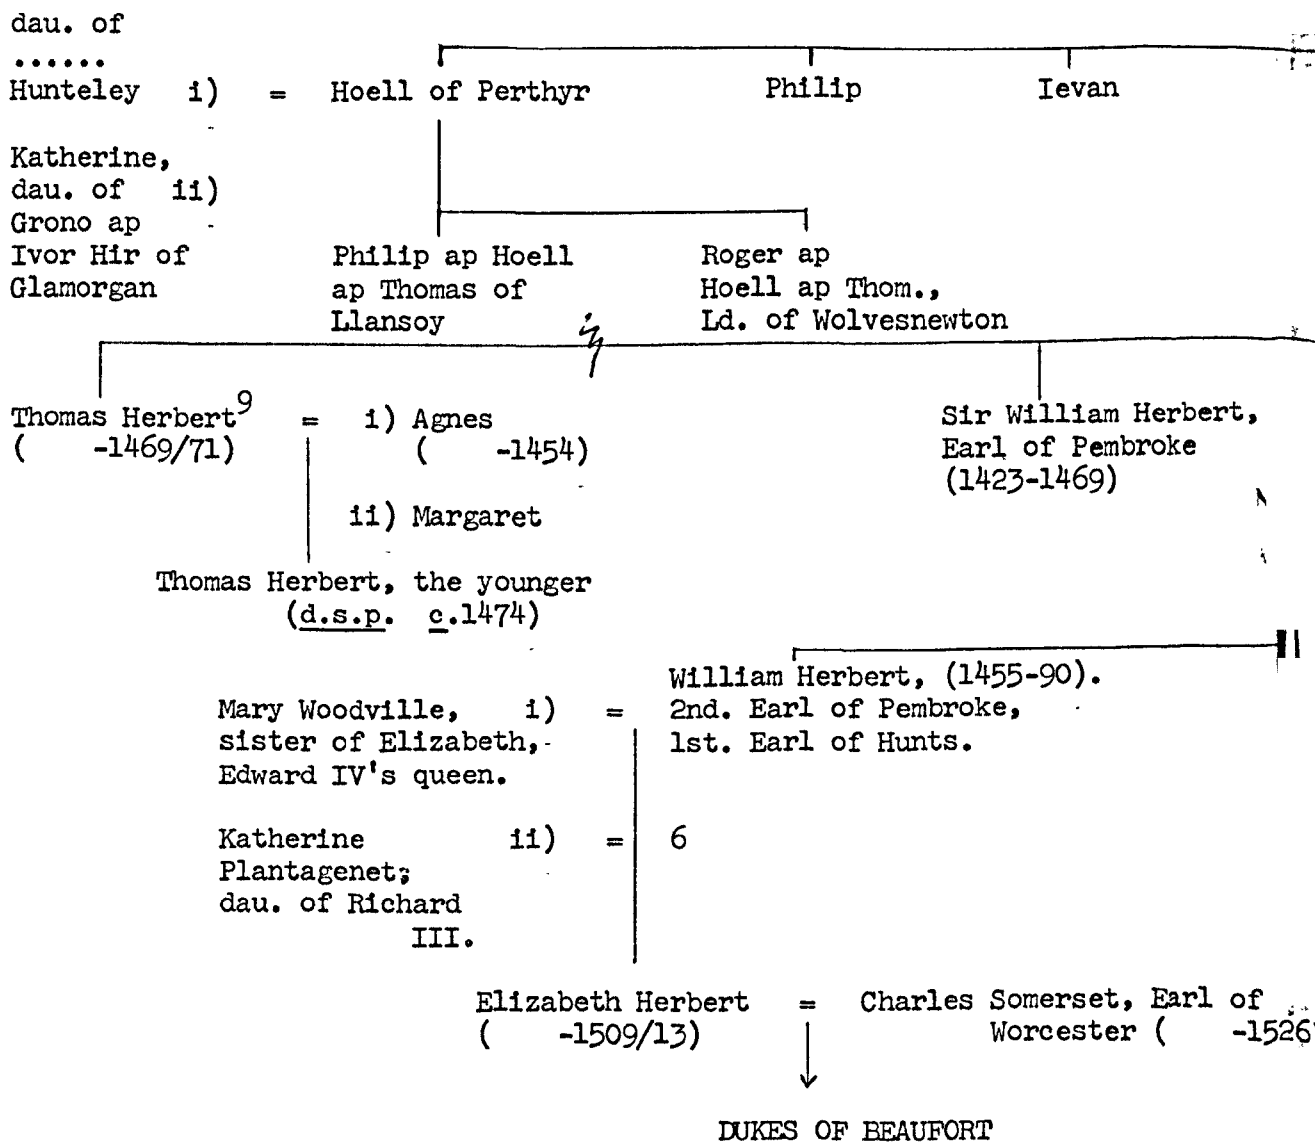 dau. of
......
Hunteley i) = Hoell of Perthyr Philip Ievan
Katherine,
dau. of ii)
Grono ap
Ivor Hir of Philip ap Hoell Roger ap
Glamorgan ap Thomas of Hoell ap Thom.,
Llansoy Ld. of Wolvesnewton
Thomas Herbert9 = i) Agnes Sir William Herbert,
( -1469/71) ( -1454) Earl of Pembroke
(1423-1469)
ii) Margaret
Thomas Herbert, the younger
(d.s.p. c.1474)
William Herbert, (1455-90).
Mary Woodville, i) = 2nd. Earl of Pembroke,
sister of Elizabeth, 1st. Earl of Hunts.
Edward IV's queen.
Katherine ii) = 6
Plantagenet;
dau. of Richard
III.
Elizabeth Herbert = Charles Somerset, Earl of
( -1509/13) Worcester ( -1526
DUKES OF BEAUFORT